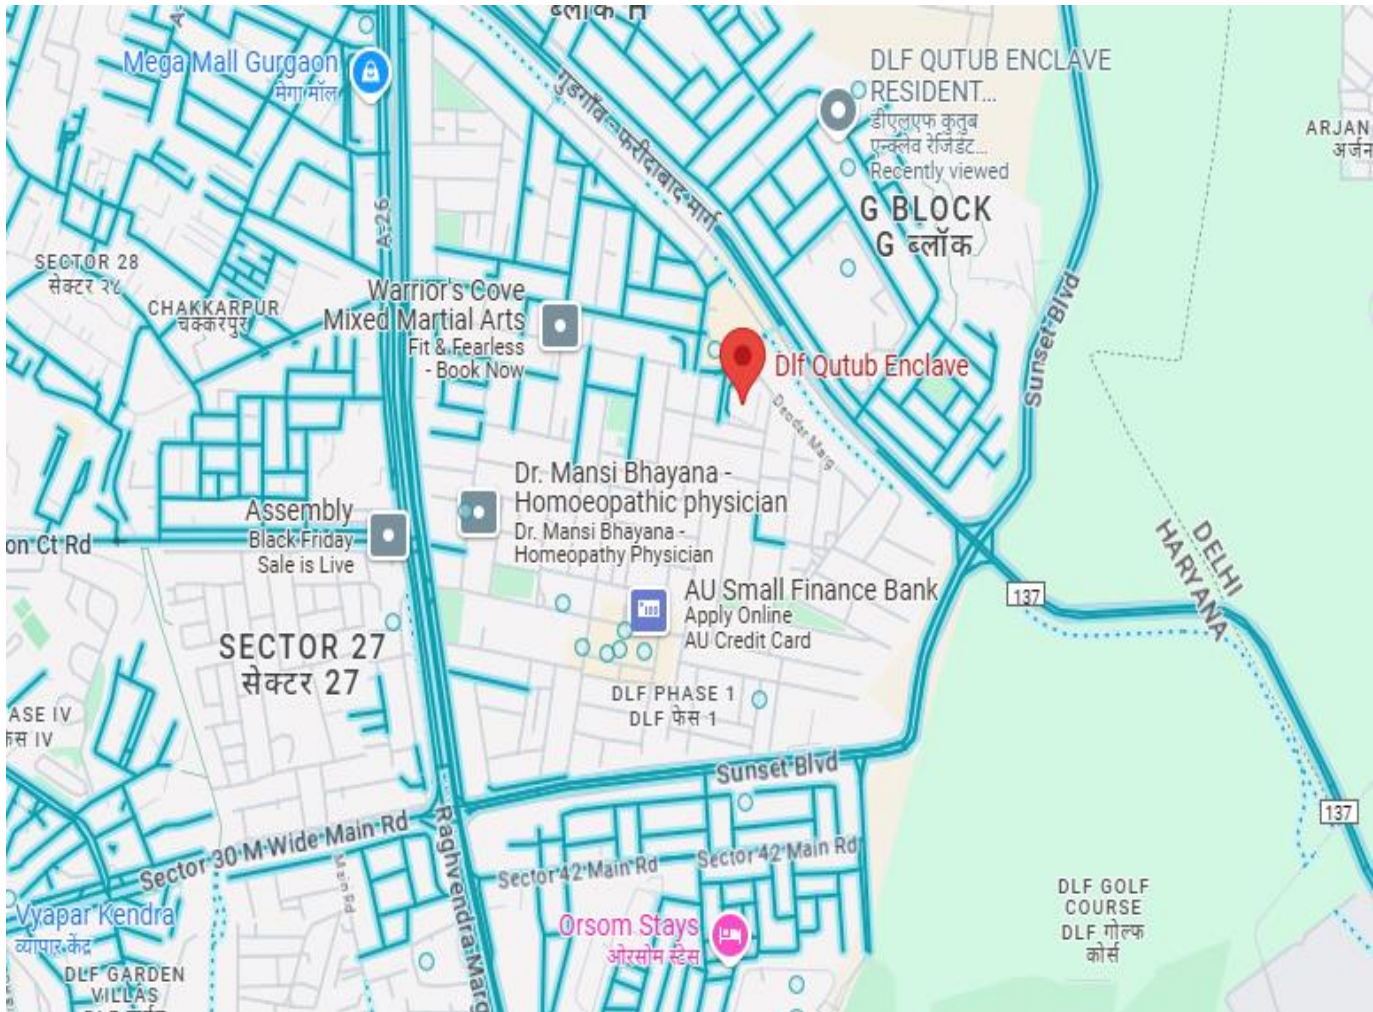 ब्लॉक H
Mega Mall Gurgaon
मेगा मॉल
DLF QUTUB ENCLAVE
RESIDENT...
डीएलएफ कुतुब
एन्क्लेव रेजिडेंट...
Recently viewed
ARJAN
अर्जन
गुडगाँव - फरीदाबाद मार्ग
G BLOCK
G ब्लॉक
A-26
SECTOR 28
सेक्टर २८
CHAKKARPUR
चक्करपुर
Warrior's Cove
Mixed Martial Arts
Fit & Fearless
- Book Now
Sunset Blvd
Dlf Qutub Enclave
Deodar Marg
Dr. Mansi Bhayana -
Homoeopathic physician
Dr. Mansi Bhayana -
Homeopathy Physician
Assembly
Black Friday
Sale is Live
on Ct Rd
DELHI
HARYANA
137
AU Small Finance Bank
Apply Online
AU Credit Card
SECTOR 27
सेक्टर 27
DLF PHASE 1
DLF फेस 1
ASE IV
फेस IV
Sunset Blvd
137
Sector 30 M Wide Main Rd
Raghvendra Marg
Main Rd
Sector 42 Main Rd
Sector 42 Main Rd
DLF GOLF
COURSE
DLF गोल्फ
कोर्स
Vyapar Kendra
व्यापार केंद्र
Orsom Stays
ओरसोम स्टेस
DLF GARDEN
VILLAS